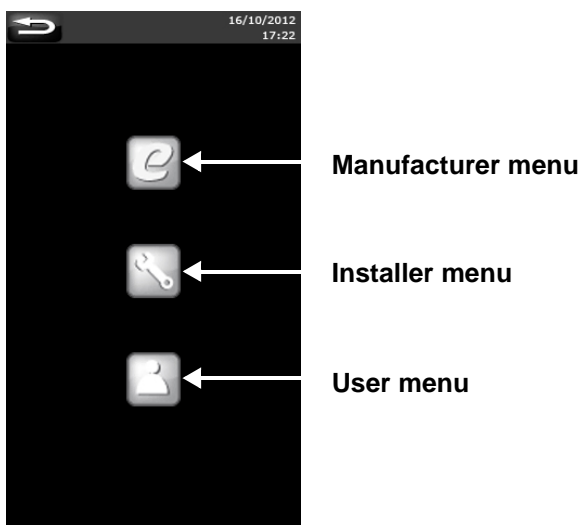 16/10/2012
17:22
e
Manufacturer menu
Installer menu
User menu